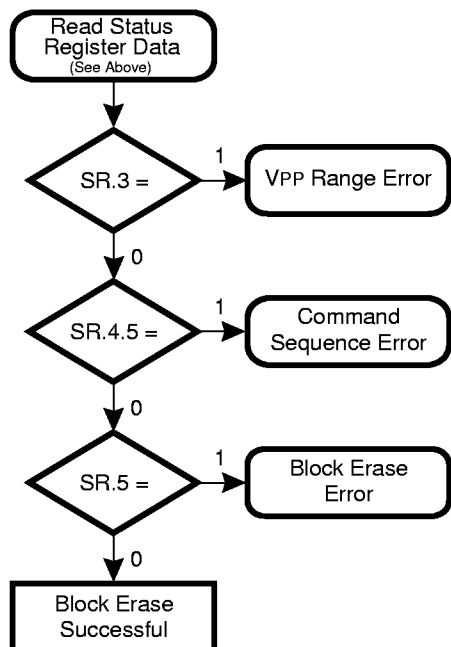 Read Status
Register Data
(See Above)
SR.3 =
1
VPP Range Error
0
SR.4.5 =
1
Command
Sequence Error
0
SR.5 =
1
Block Erase
Error
0
Block Erase
Successful